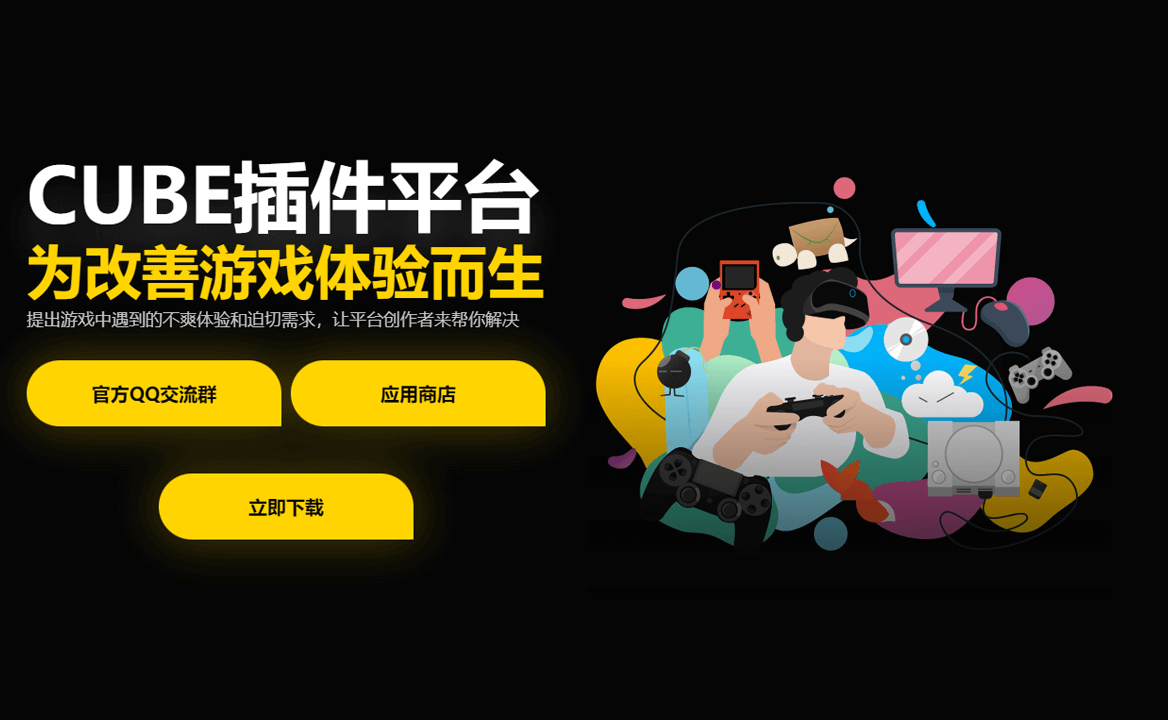 CUBE插件平台
为改善游戏体验而生
提出游戏中遇到的不爽体验和迫切需求，让平台创作者来帮你解决
官方QQ交流群
应用商店
立即下载